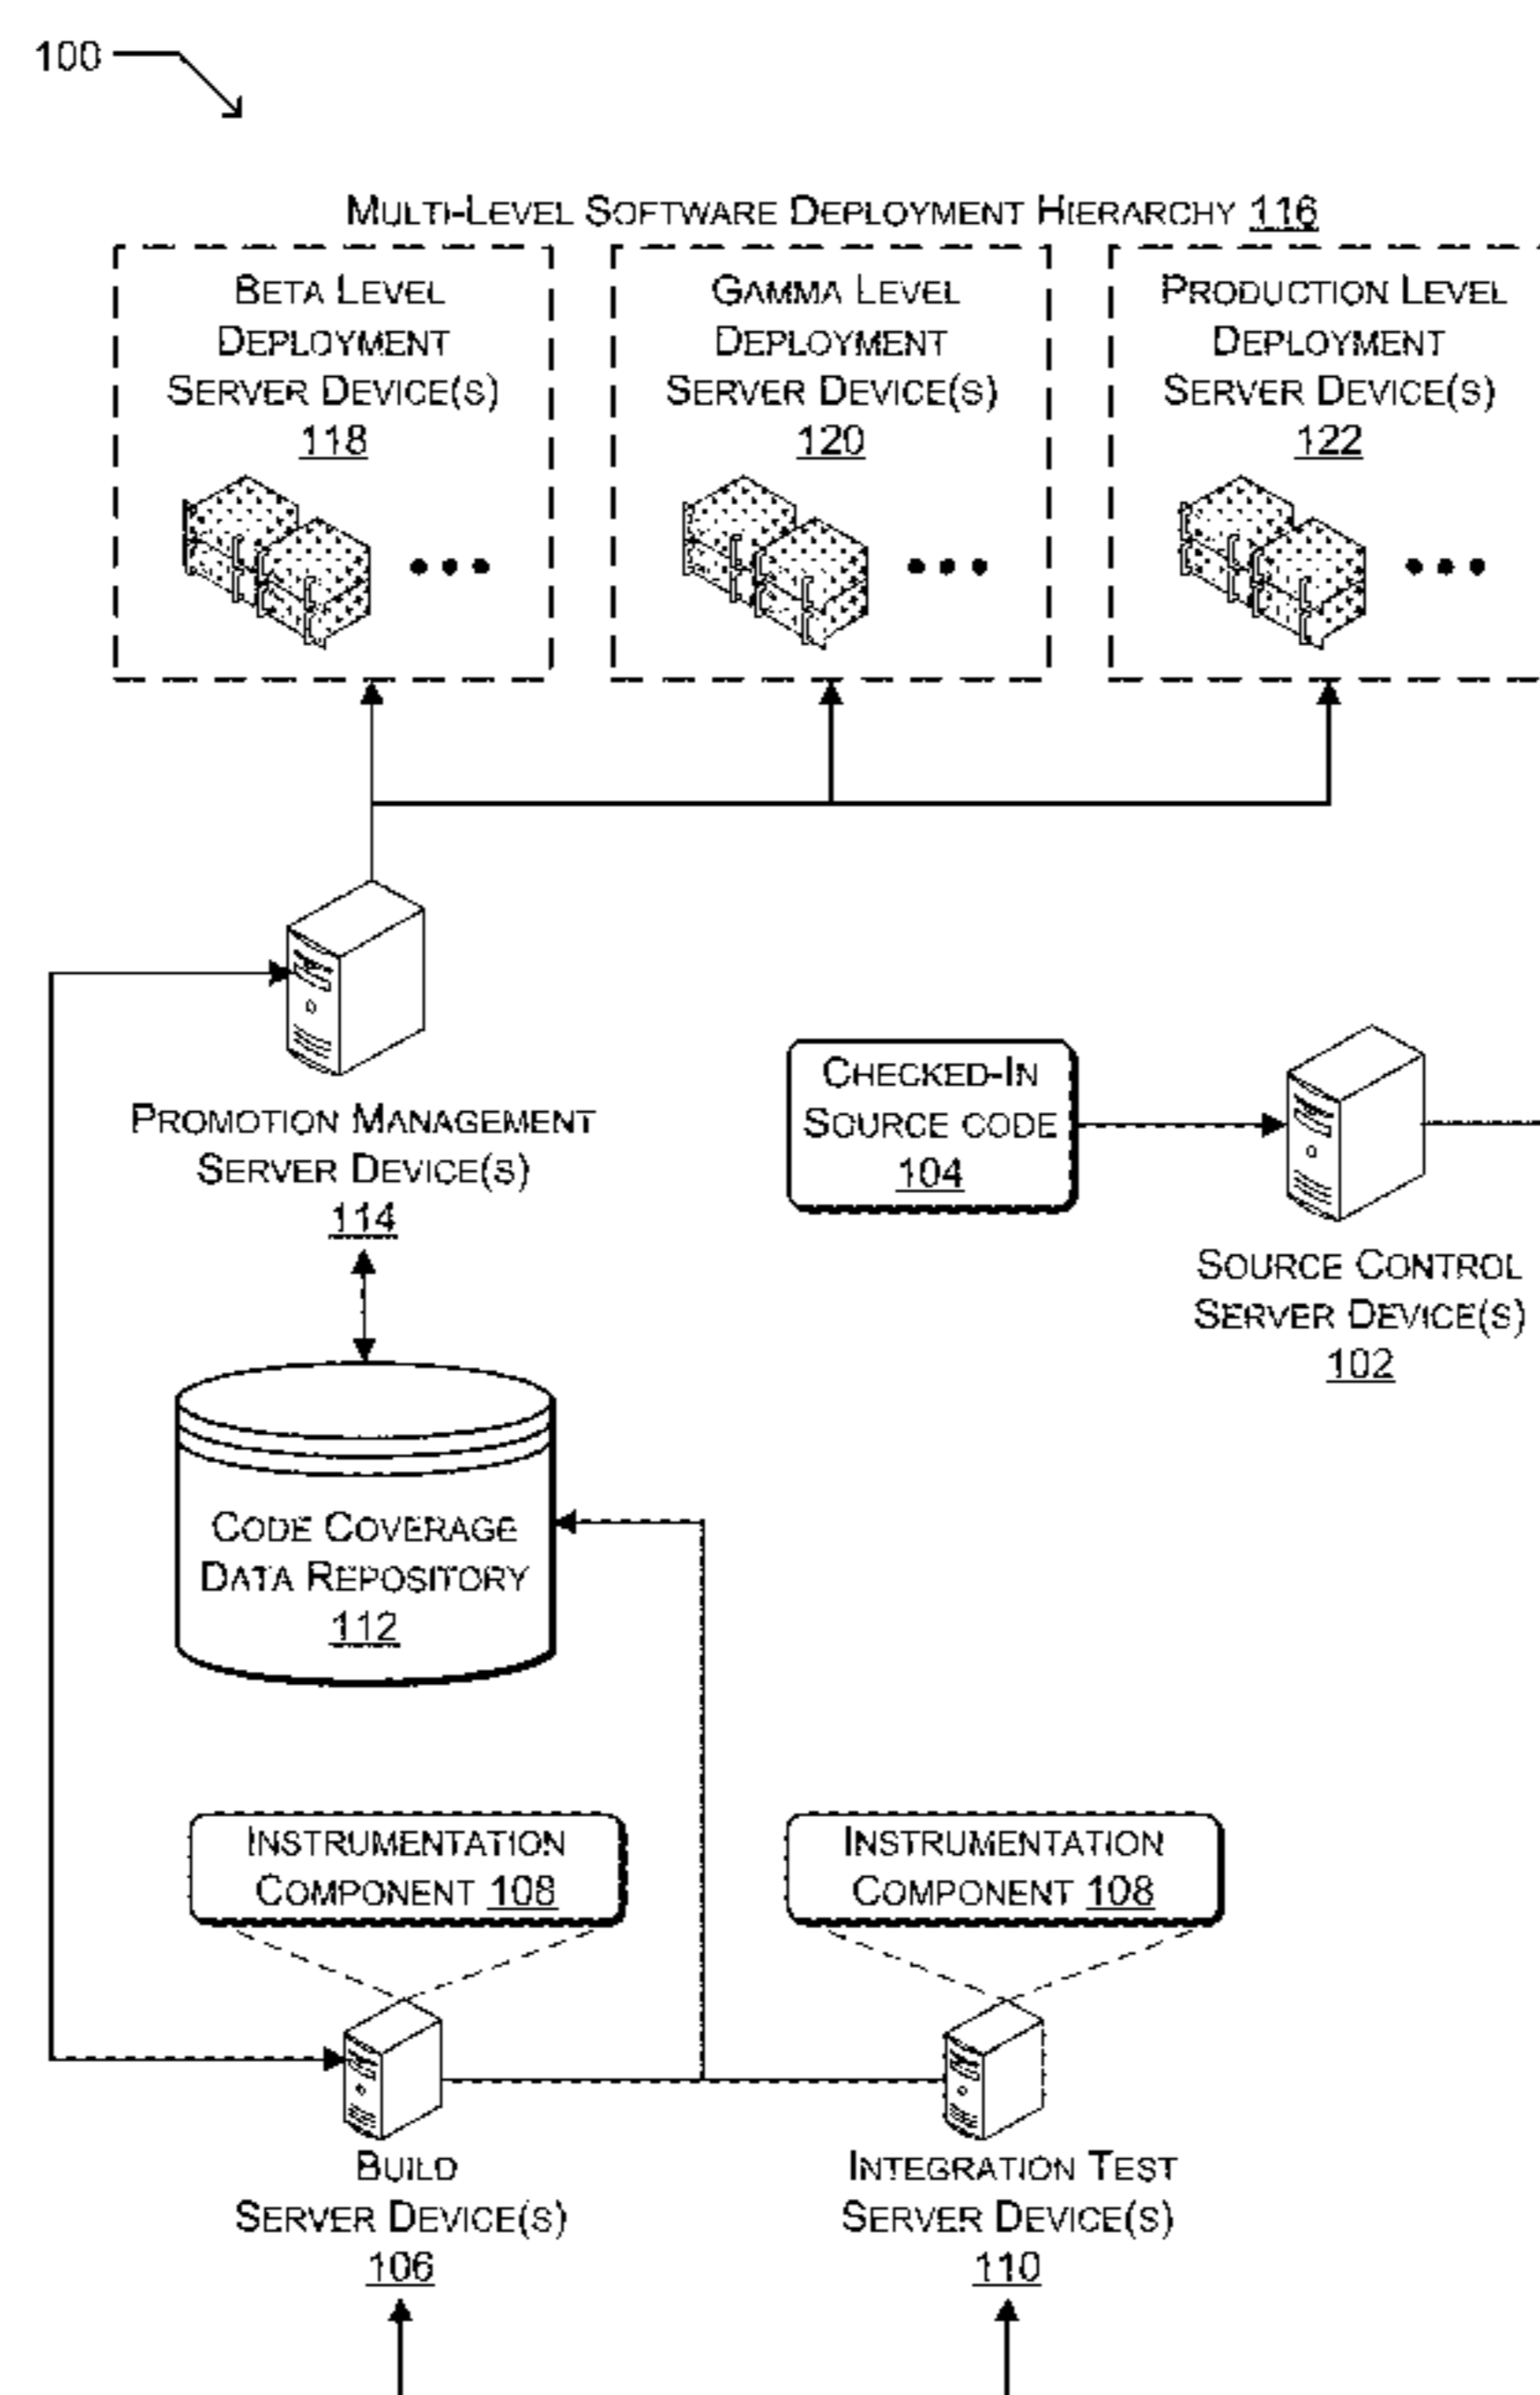 100
MULTI-LEVEL SOFTWARE DEPLOYMENT HIERARCHY 116
BETA LEVEL
DEPLOYMENT
SERVER DEVICE(S)
118
GAMMA LEVEL
DEPLOYMENT
SERVER DEVICE(S)
120
PRODUCTION LEVEL
DEPLOYMENT
SERVER DEVICE(S)
122
PROMOTION MANAGEMENT
SERVER DEVICE(S)
114
CHECKED-IN
SOURCE CODE
104
SOURCE CONTROL
SERVER DEVICE(S)
102
CODE COVERAGE
DATA REPOSITORY
112
INSTRUMENTATION
COMPONENT 108
INSTRUMENTATION
COMPONENT 108
BUILD
SERVER DEVICE(S)
106
INTEGRATION TEST
SERVER DEVICE(S)
110